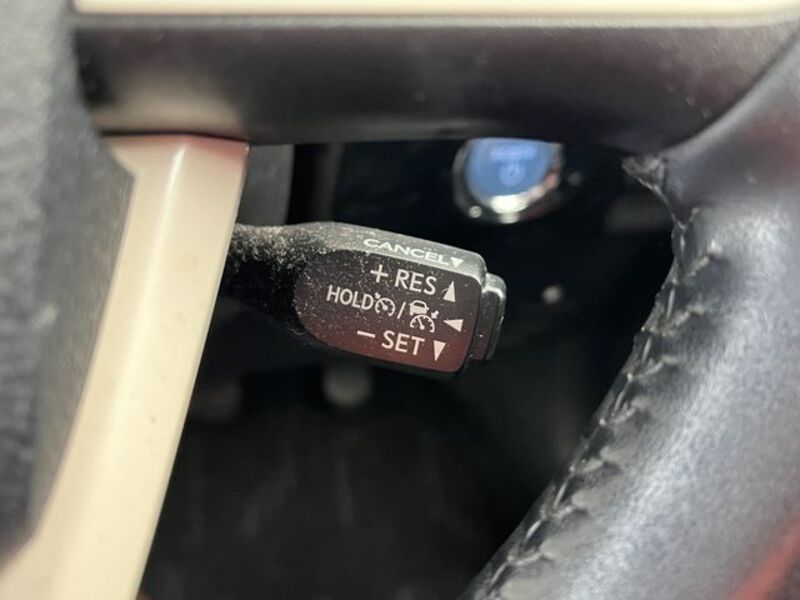 CANCEL▼
+ RES ▲
HOLD / ◀
− SET ▼